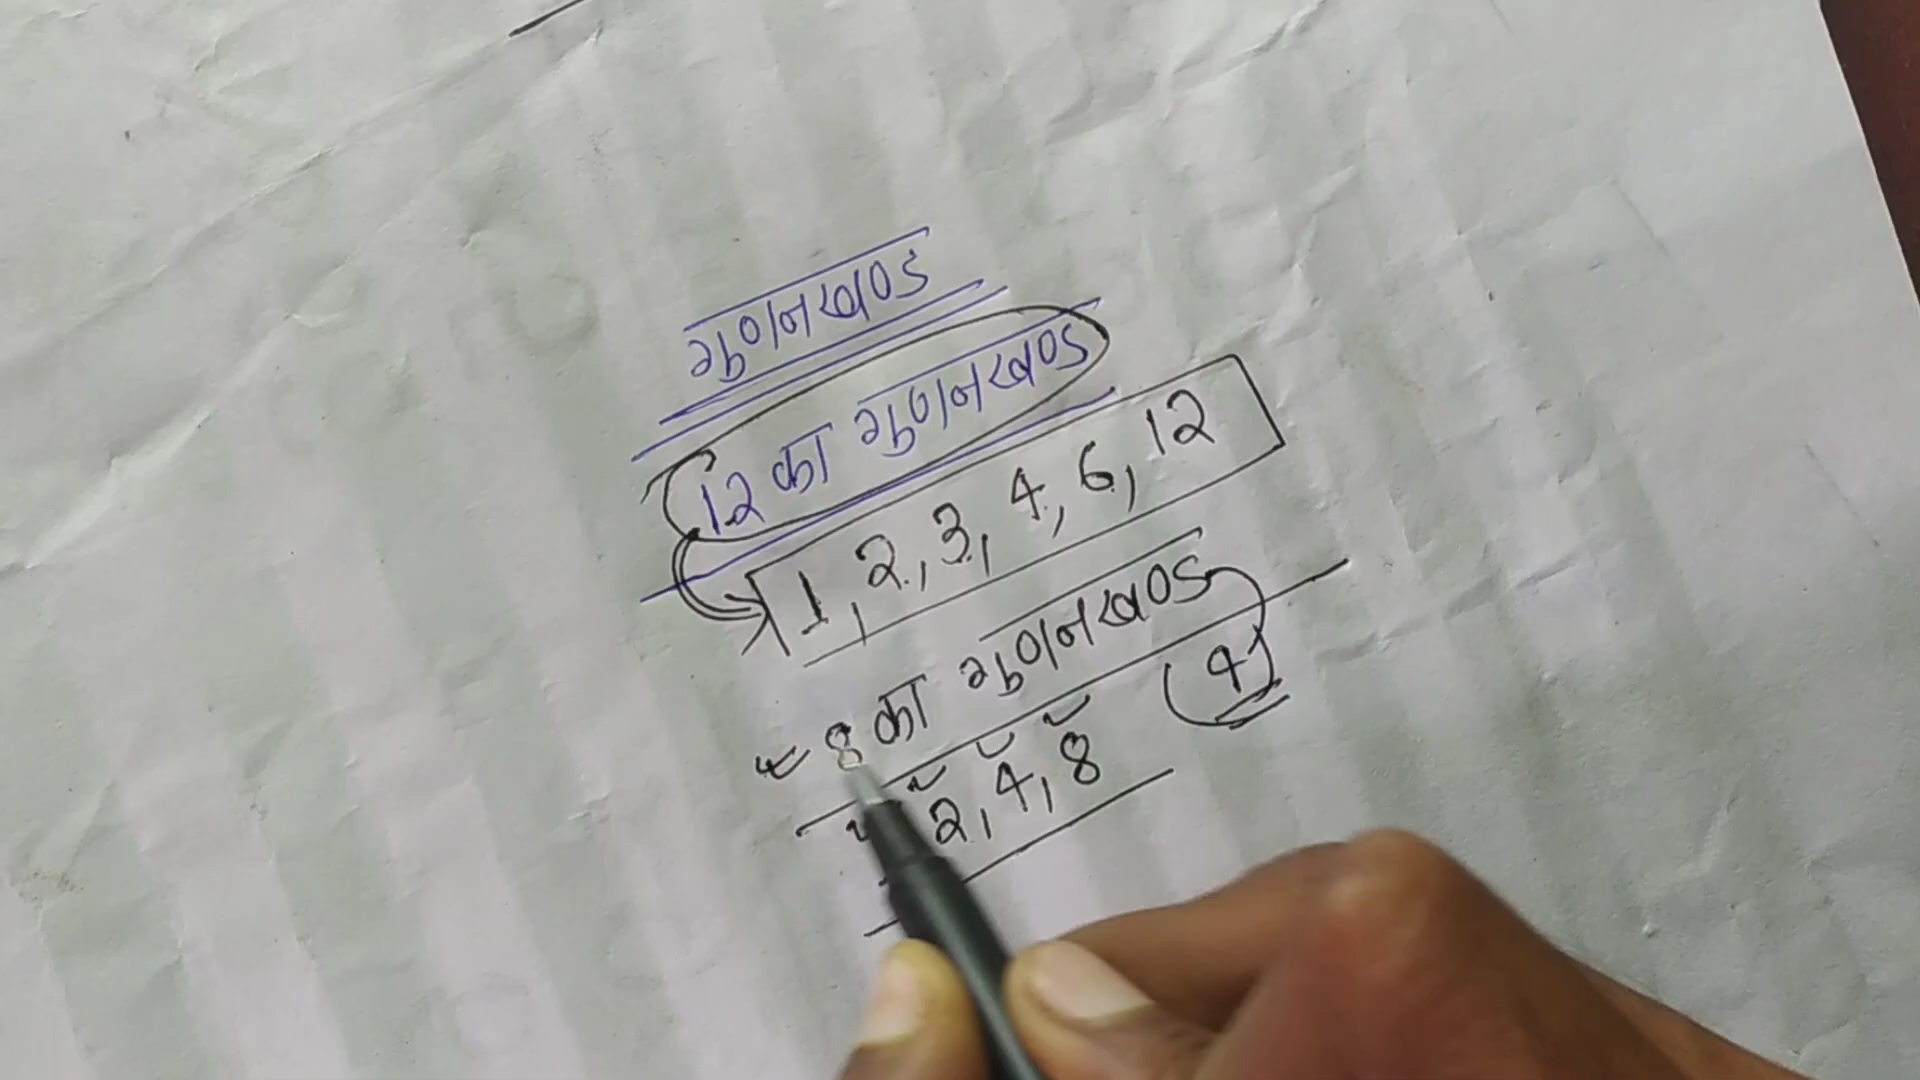 गुणनखण्ड
12 का गुणनखण्ड
1, 2, 3, 4, 6, 12
8 का गुणनखण्ड
2, 4, 8 (4)